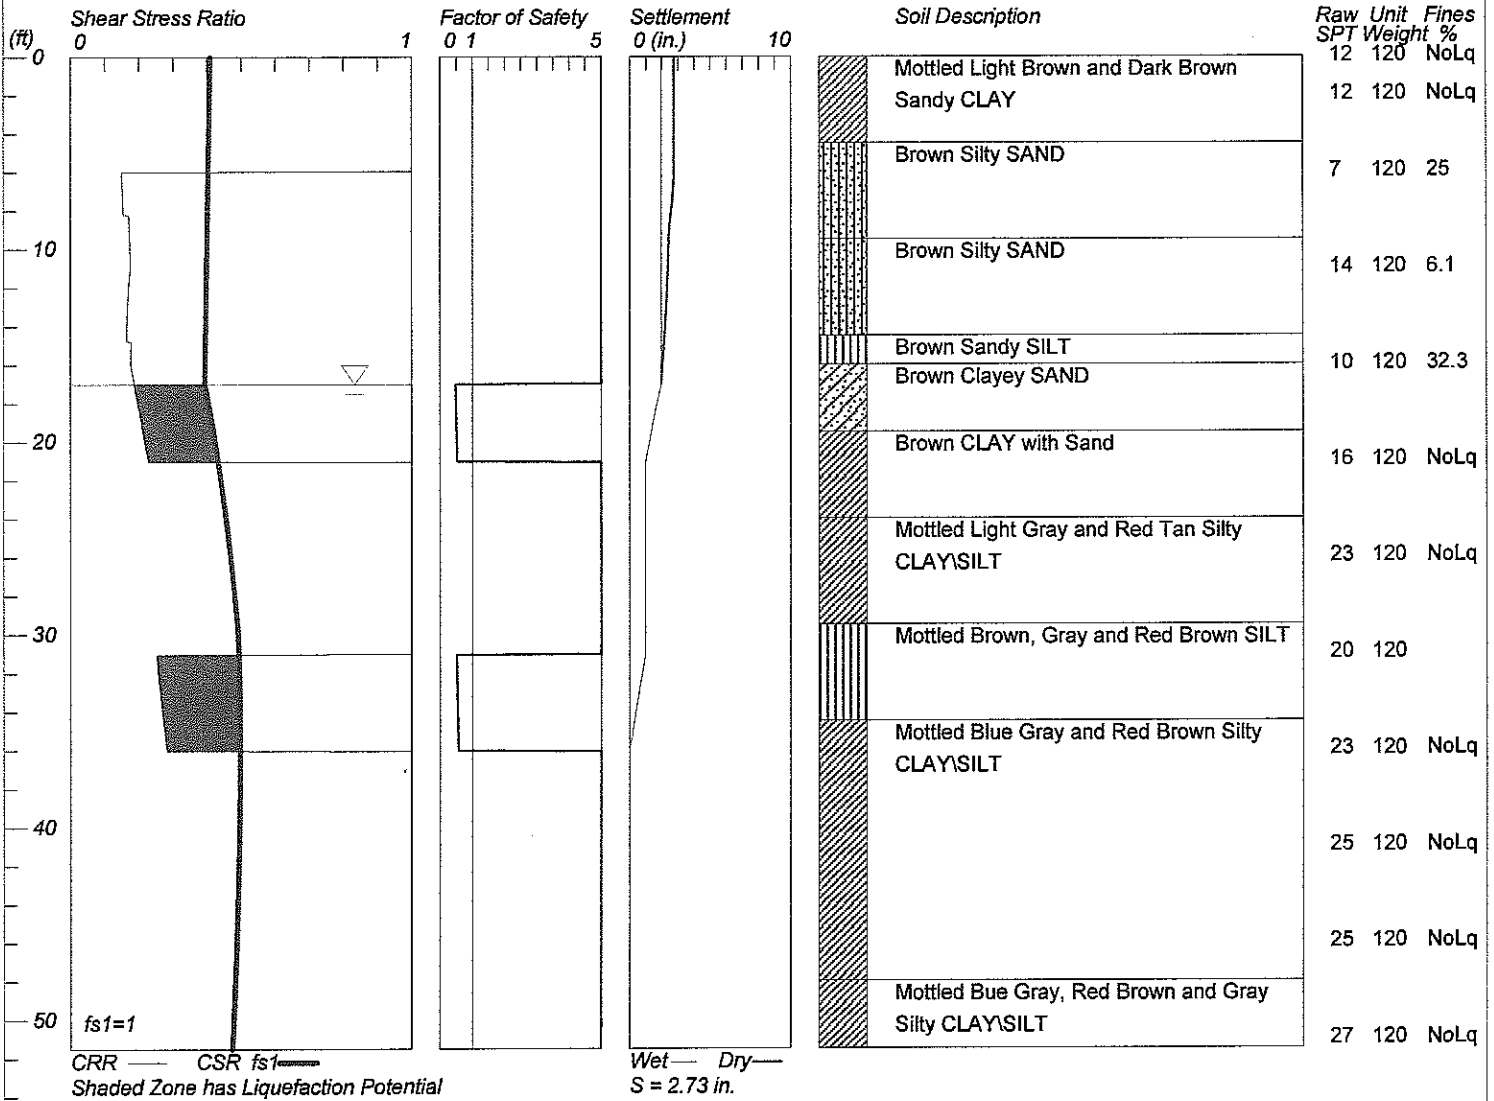 Shear Stress Ratio
Factor of Safety
Settlement
Soil Description
Raw Unit Fines
(ft)
0 1
0 1 5
0 (in.) 10
SPT Weight %
0
12 120 NoLq
Mottled Light Brown and Dark Brown
Sandy CLAY
12 120 NoLq
Brown Silty SAND
7 120 25
10
Brown Silty SAND
14 120 6.1
Brown Sandy SILT
10 120 32.3
Brown Clayey SAND
20
Brown CLAY with Sand
16 120 NoLq
Mottled Light Gray and Red Tan Silty
CLAY\SILT
23 120 NoLq
30
Mottled Brown, Gray and Red Brown SILT
20 120
Mottled Blue Gray and Red Brown Silty
CLAY\SILT
23 120 NoLq
40
25 120 NoLq
25 120 NoLq
Mottled Bue Gray, Red Brown and Gray
Silty CLAY\SILT
50
fs1=1
27 120 NoLq
CRR CSR fs1
Wet Dry
Shaded Zone has Liquefaction Potential
S = 2.73 in.